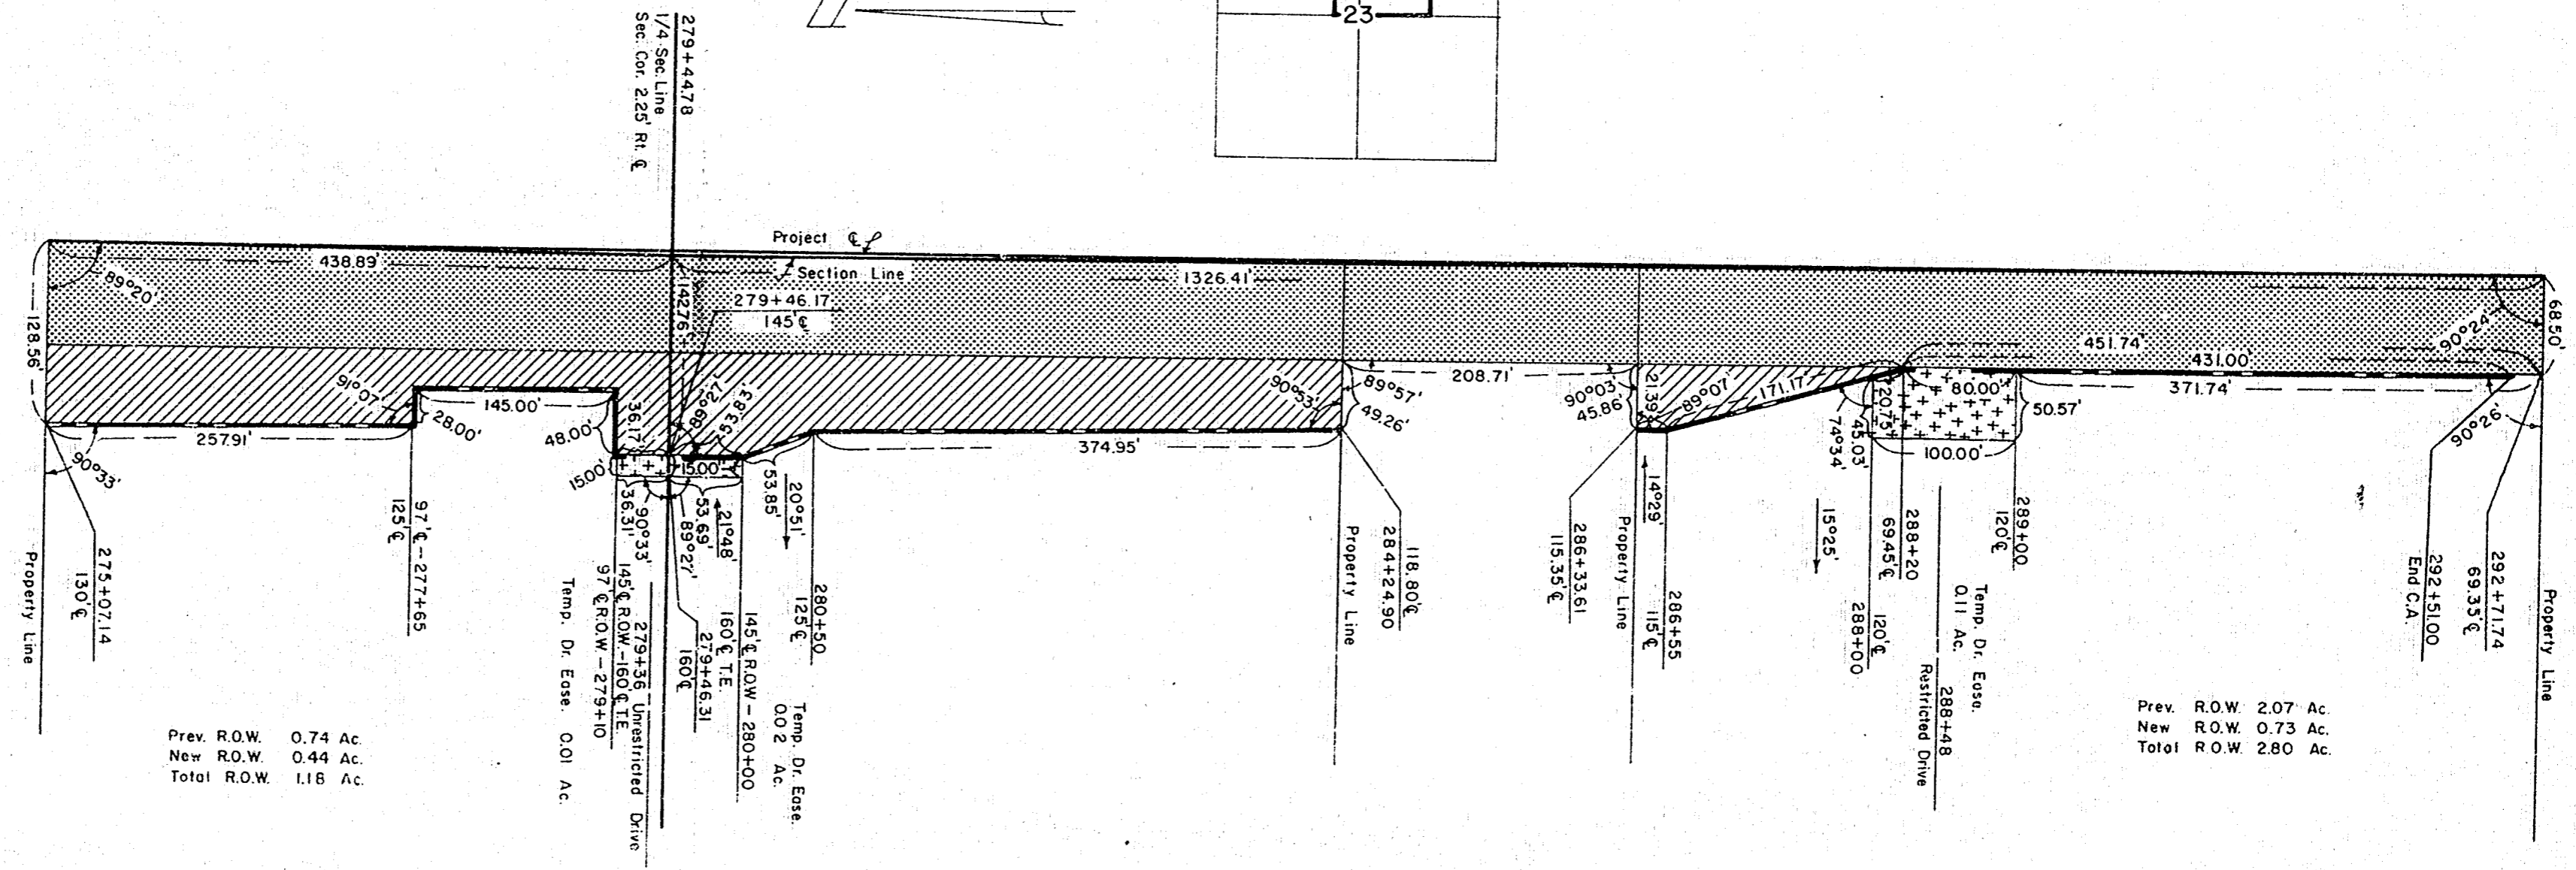 23
279+44.78
1/4 Sec. Line
Sec. Cor. 2.25' Rt. ℄
Project ℄
438.89'
Section Line
1326.41'
89°20'
128.56'
142.76'
279+46.17
145' ℄
68.50'
90°24'
451.74'
431.00'
91°07'
145.00'
28.00'
257.91'
90°33'
48.00'
36.17'
89°27'
53.83'
15.00'
15.00'
36.31'
90°33'
89°27'
53.69'
21°48'
53.85'
20°51'
374.95'
90°53'
89°57'
49.26'
208.71'
90°03'
45.86'
21.39'
89°07'
171.17'
14°29'
20.75'
45.03'
74°34'
15°25'
80.00'
100.00'
50.57'
371.74'
90°26'
Property Line
275+07.14
130' ℄
97' ℄ - 277+65
125' ℄
Temp. Dr. Ease. 0.01 Ac.
145' ℄ R.O.W. - 160' ℄ T.E.
97' ℄ R.O.W. - 279+10
279+36 Unrestricted Drive
279+46.31
160' ℄
145' ℄ R.O.W - 280+00
160' ℄ T.E.
Temp. Dr. Ease.
0.02 Ac.
280+50
125' ℄
Property Line
118.80' ℄
284+24.90
286+33.61
115.35' ℄
Property Line
286+55
115' ℄
120' ℄
288+00
288+20
69.45' ℄
288+48
Restricted Drive
Temp. Dr. Ease.
0.11 Ac.
289+00
120' ℄
292+51.00
End C.A.
292+71.74
69.35' ℄
Property Line
Prev. R.O.W. 0.74 Ac.
New R.O.W. 0.44 Ac.
Total R.O.W. 1.18 Ac.
Prev. R.O.W. 2.07 Ac.
New R.O.W. 0.73 Ac.
Total R.O.W. 2.80 Ac.